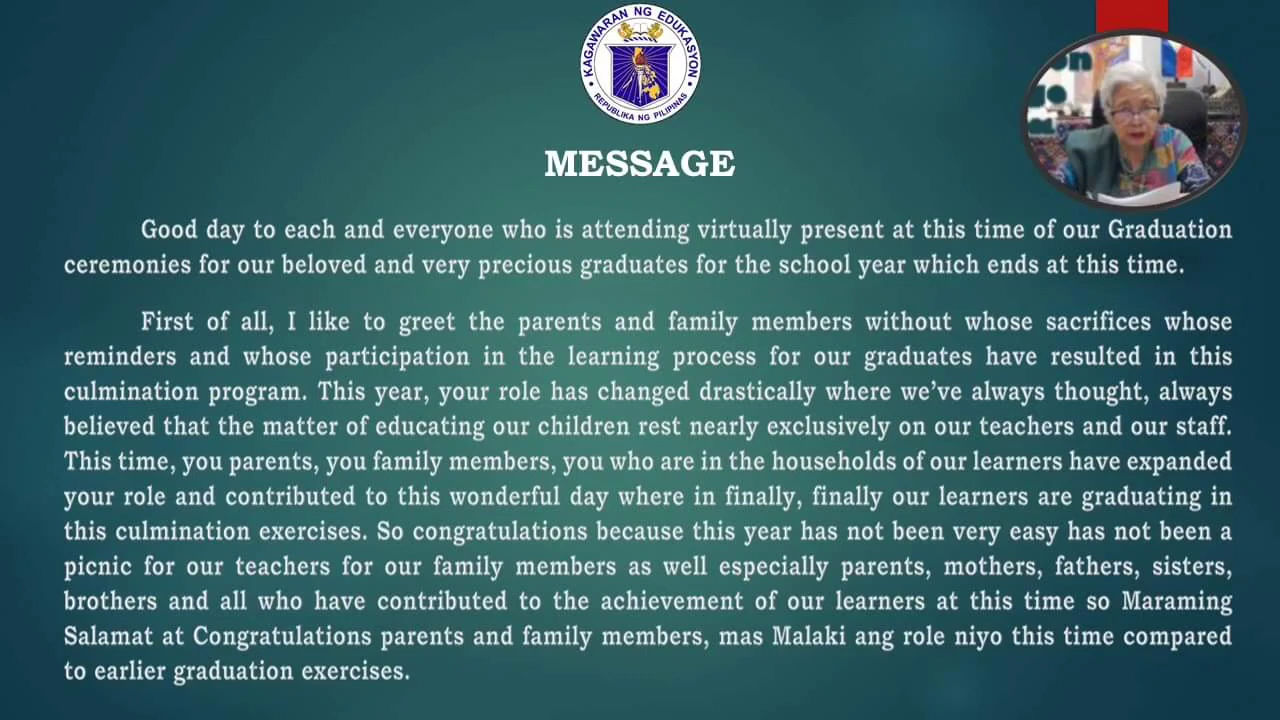 KAGAWARAN NG EDUKASYON
REPUBLIKA NG PILIPINAS
MESSAGE
Good day to each and everyone who is attending virtually present at this time of our Graduation
ceremonies for our beloved and very precious graduates for the school year which ends at this time.
First of all, I like to greet the parents and family members without whose sacrifices whose
reminders and whose participation in the learning process for our graduates have resulted in this
culmination program. This year, your role has changed drastically where we’ve always thought, always
believed that the matter of educating our children rest nearly exclusively on our teachers and our staff.
This time, you parents, you family members, you who are in the households of our learners have expanded
your role and contributed to this wonderful day where in finally, finally our learners are graduating in
this culmination exercises. So congratulations because this year has not been very easy has not been a
picnic for our teachers for our family members as well especially parents, mothers, fathers, sisters,
brothers and all who have contributed to the achievement of our learners at this time so Maraming
Salamat at Congratulations parents and family members, mas Malaki ang role niyo this time compared
to earlier graduation exercises.